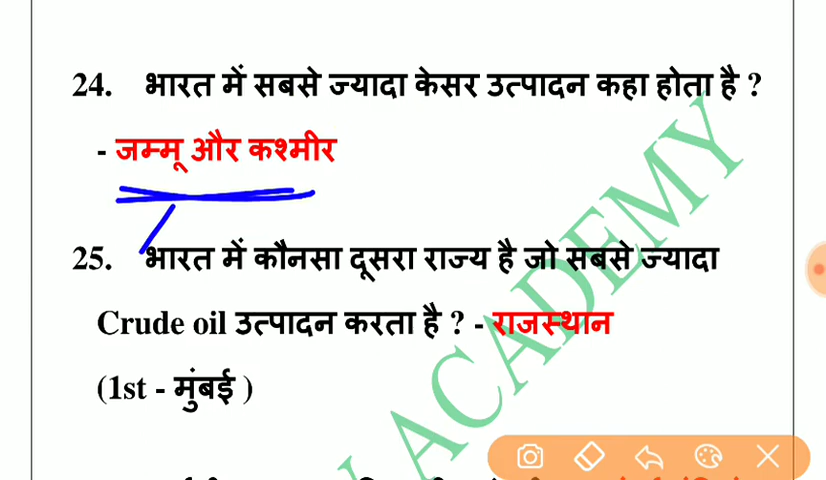 24. भारत में सबसे ज्यादा केसर उत्पादन कहा होता है ?
- जम्मू और कश्मीर
25. भारत में कौनसा दूसरा राज्य है जो सबसे ज्यादा
Crude oil उत्पादन करता है ? - राजस्थान
(1st - मुंबई )
ACADEMY